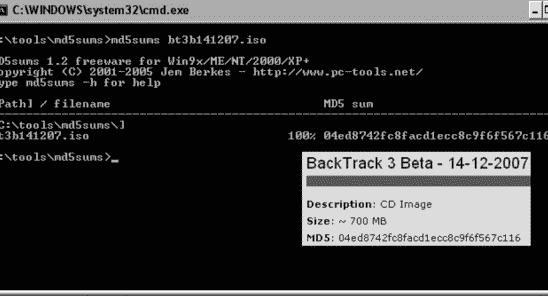 C:\WINDOWS\system32\cmd.exe
:\tools\md5sums>md5sums bt3b141207.iso
D5sums 1.2 freeware for Win9x/ME/NT/2000/XP+
opyright (C) 2001-2005 Jem Berkes - http://www.pc-tools.net/
ype md5sums -h for help
Path] / filename MD5 sum
C:\tools\md5sums\]
t3b141207.iso 100% 04ed8742fc8facd1ecc8c9f6f567c
:\tools\md5sums>_
BackTrack 3 Beta - 14-12-2007
Description: CD Image
Size: ~ 700 MB
MD5: 04ed8742fc8facd1ecc8c9f6f567c116